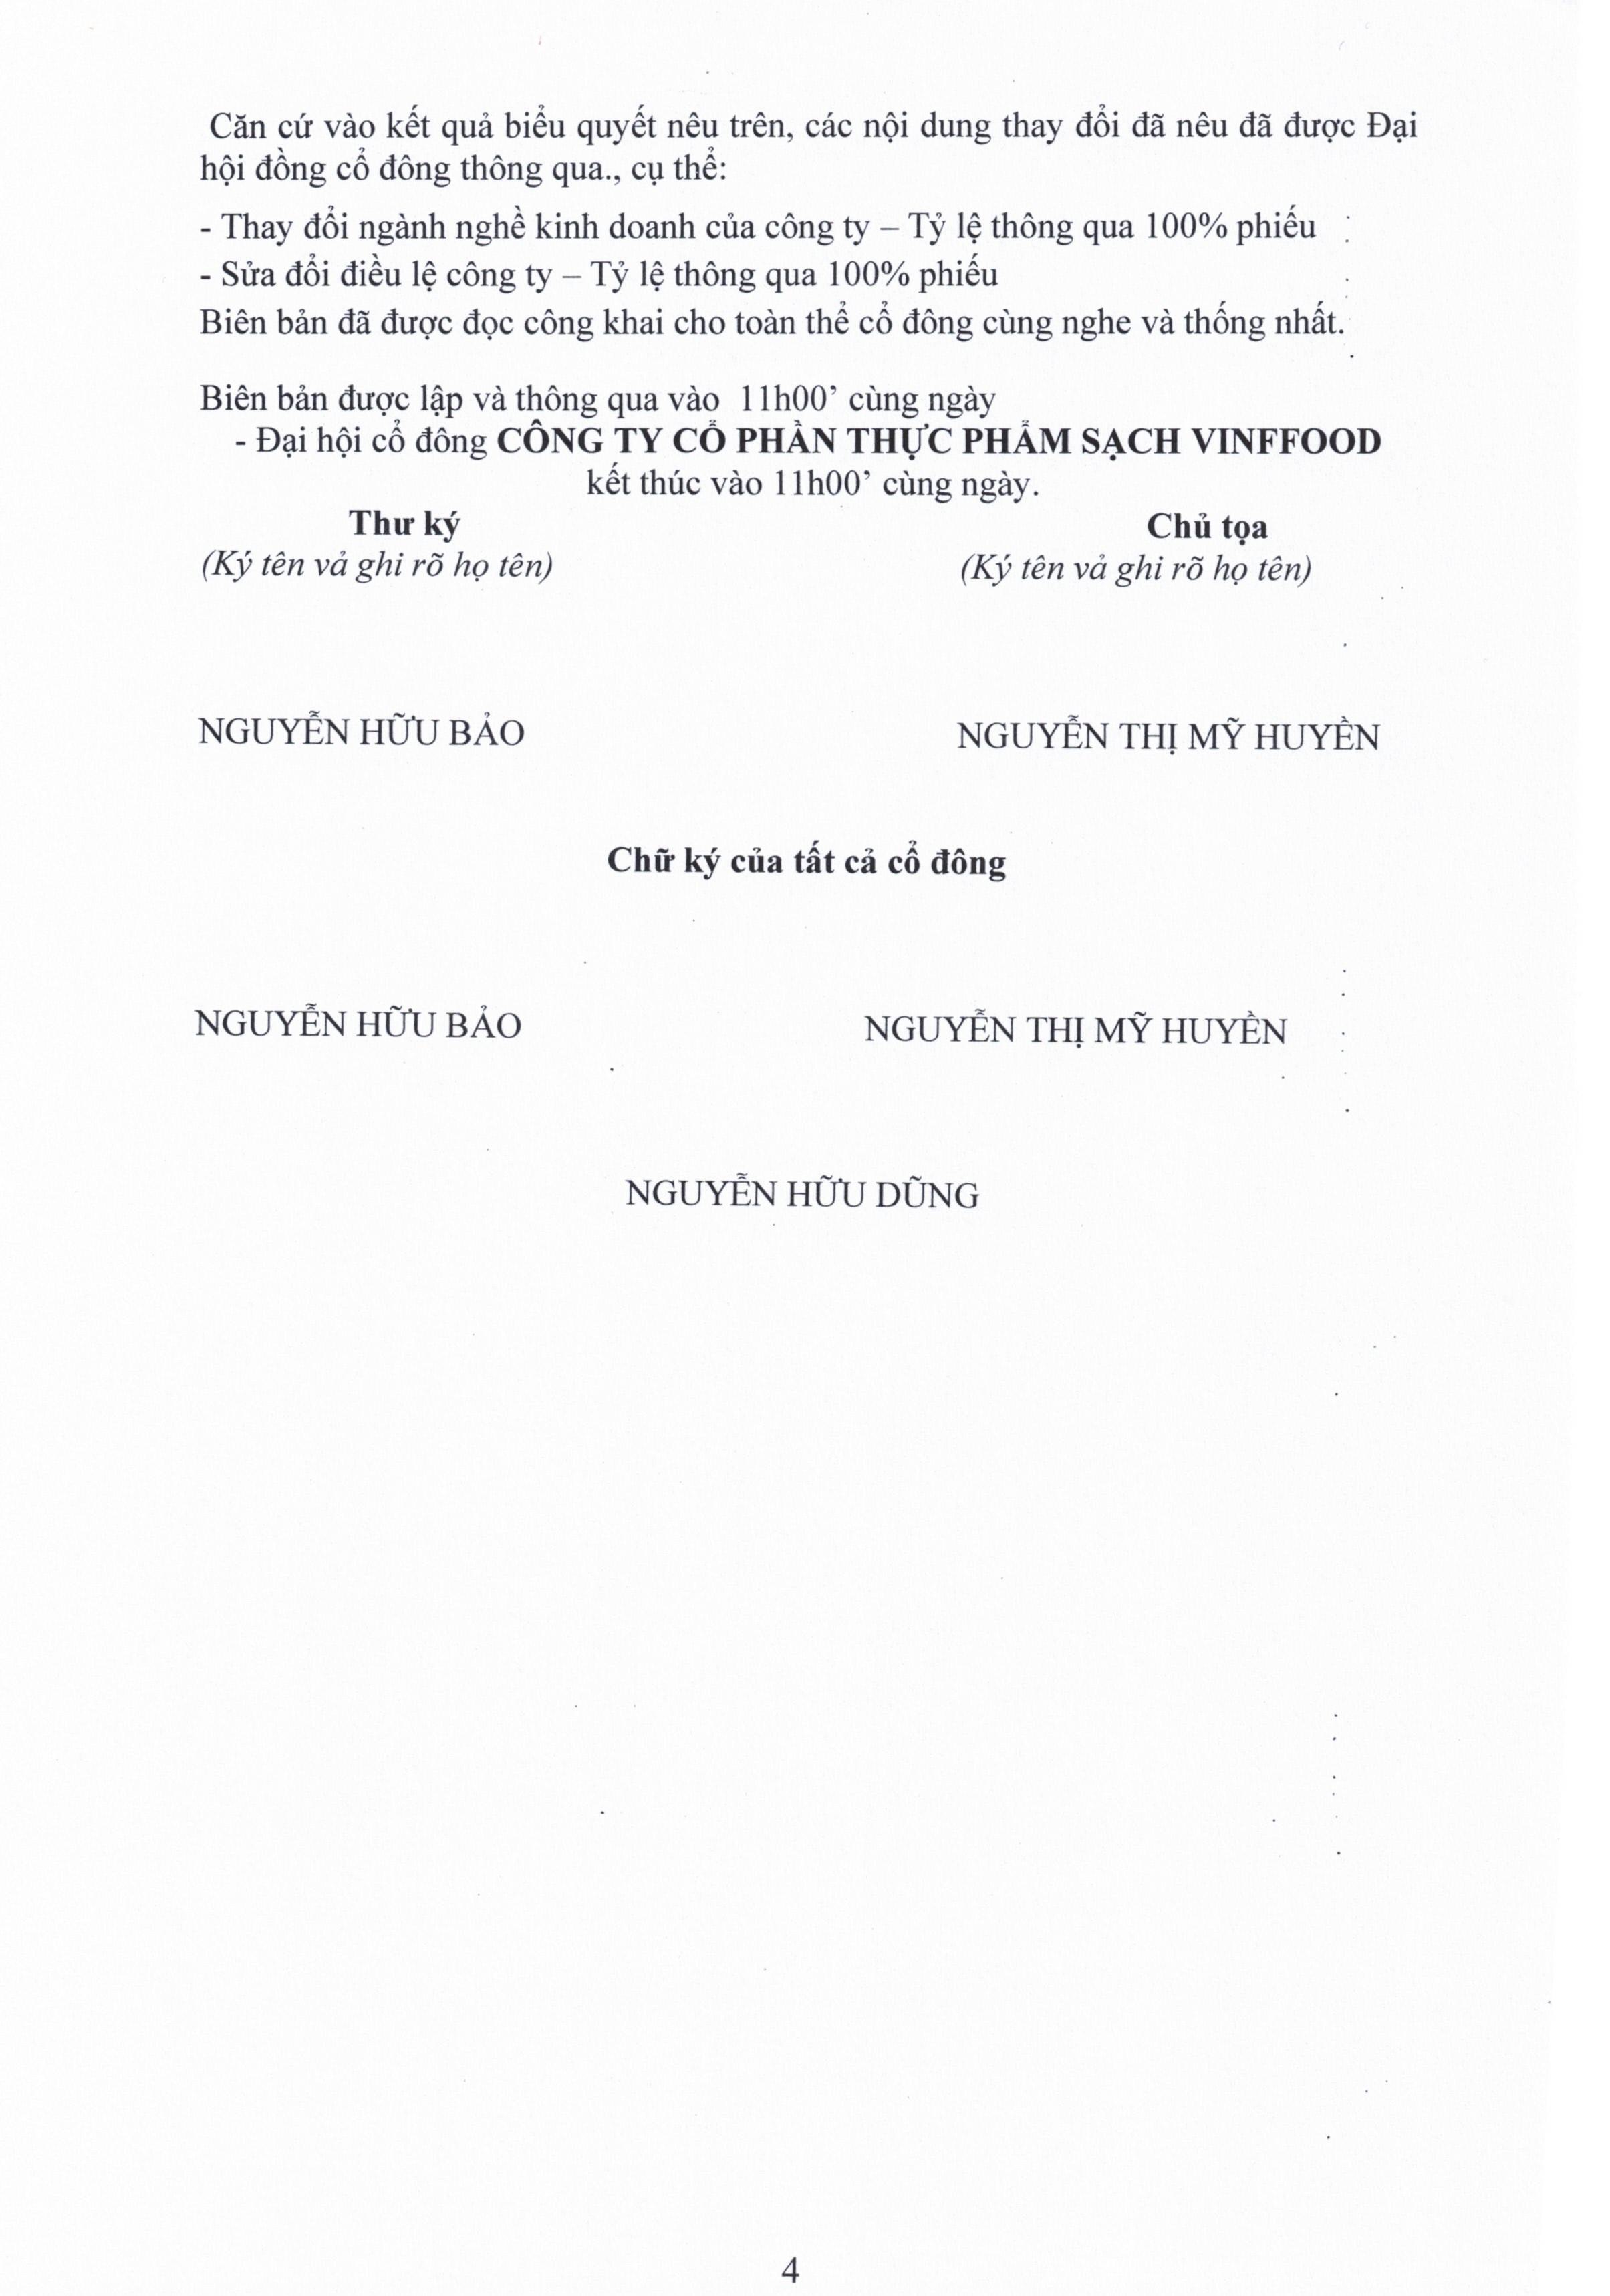 Căn cứ vào kết quả biểu quyết nêu trên, các nội dung thay đổi đã nêu đã được Đại
hội đồng cổ đông thông qua., cụ thể:
- Thay đổi ngành nghề kinh doanh của công ty – Tỷ lệ thông qua 100% phiếu
- Sửa đổi điều lệ công ty – Tỷ lệ thông qua 100% phiếu
Biên bản đã được đọc công khai cho toàn thể cổ đông cùng nghe và thống nhất.
Biên bản được lập và thông qua vào 11h00’ cùng ngày
- Đại hội cổ đông CÔNG TY CỔ PHẦN THỰC PHẨM SẠCH VINFFOOD
kết thúc vào 11h00’ cùng ngày.
Thư ký
Chủ tọa
(Ký tên vả ghi rõ họ tên)
(Ký tên vả ghi rõ họ tên)
NGUYỄN HỮU BẢO
NGUYỄN THỊ MỸ HUYỀN
Chữ ký của tất cả cổ đông
NGUYỄN HỮU BẢO
NGUYỄN THỊ MỸ HUYỀN
NGUYỄN HỮU DŨNG
4